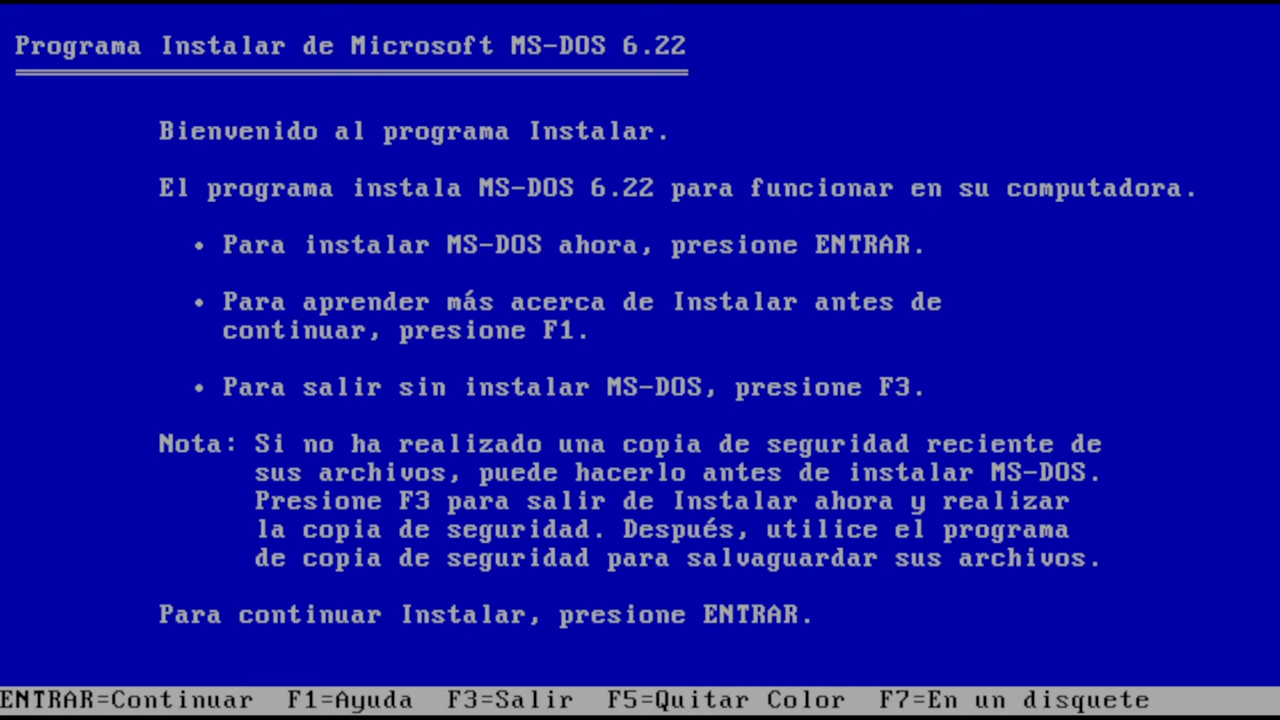 Programa Instalar de Microsoft MS-DOS 6.22
Bienvenido al programa Instalar.
El programa instala MS-DOS 6.22 para funcionar en su computadora.
• Para instalar MS-DOS ahora, presione ENTRAR.
• Para aprender más acerca de Instalar antes de
continuar, presione F1.
• Para salir sin instalar MS-DOS, presione F3.
Nota: Si no ha realizado una copia de seguridad reciente de
sus archivos, puede hacerlo antes de instalar MS-DOS.
Presione F3 para salir de Instalar ahora y realizar
la copia de seguridad. Después, utilice el programa
de copia de seguridad para salvaguardar sus archivos.
Para continuar Instalar, presione ENTRAR.
ENTRAR=Continuar F1=Ayuda F3=Salir F5=Quitar Color F7=En un disquete